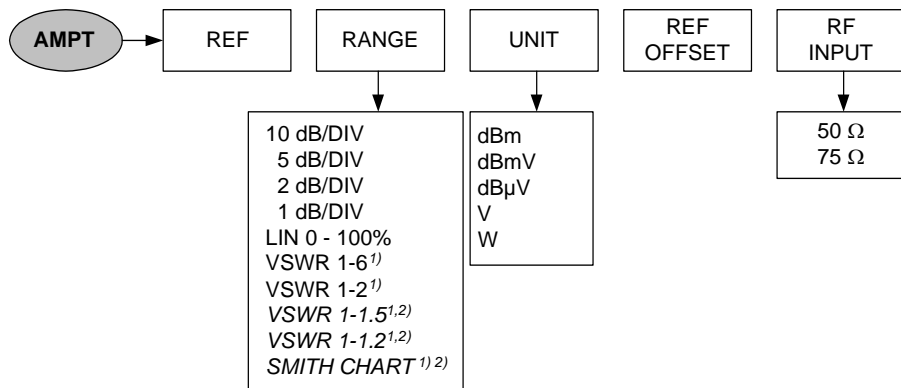 AMPT
REF
RANGE
UNIT
REF
OFFSET
RF
INPUT
10 dB/DIV
5 dB/DIV
2 dB/DIV
1 dB/DIV
LIN 0 - 100%
VSWR 1-6 1)
VSWR 1-2 1)
VSWR 1-1.5 1,2)
VSWR 1-1.2 1,2)
SMITH CHART 1) 2)
dBm
dBmV
dBµV
V
W
50 Ω
75 Ω